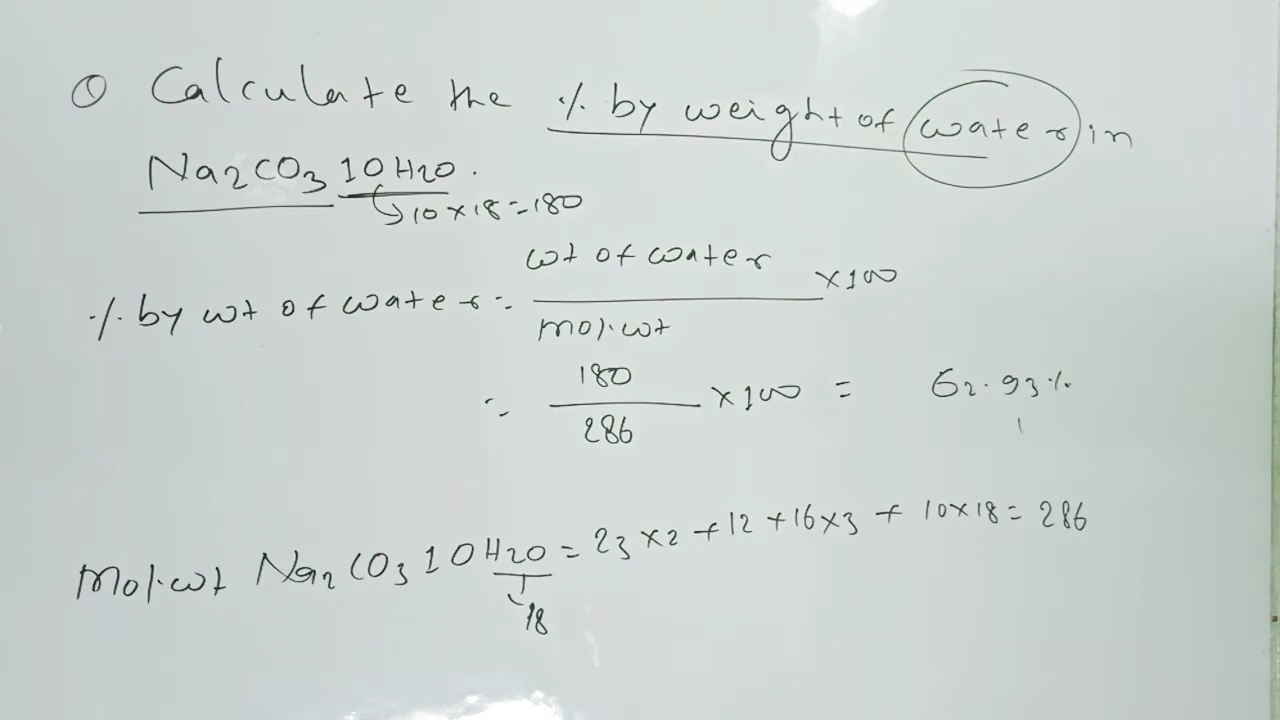 ① Calculate the % by weight of water in
Na2CO3 10H2O.
10×18=180
% by wt of water = wt of water / mol.wt ×100
= 180 / 286 ×100 = 62.93%
Mol.wt Na2CO3 10H2O = 23×2+12+16×3+10×18=286
18